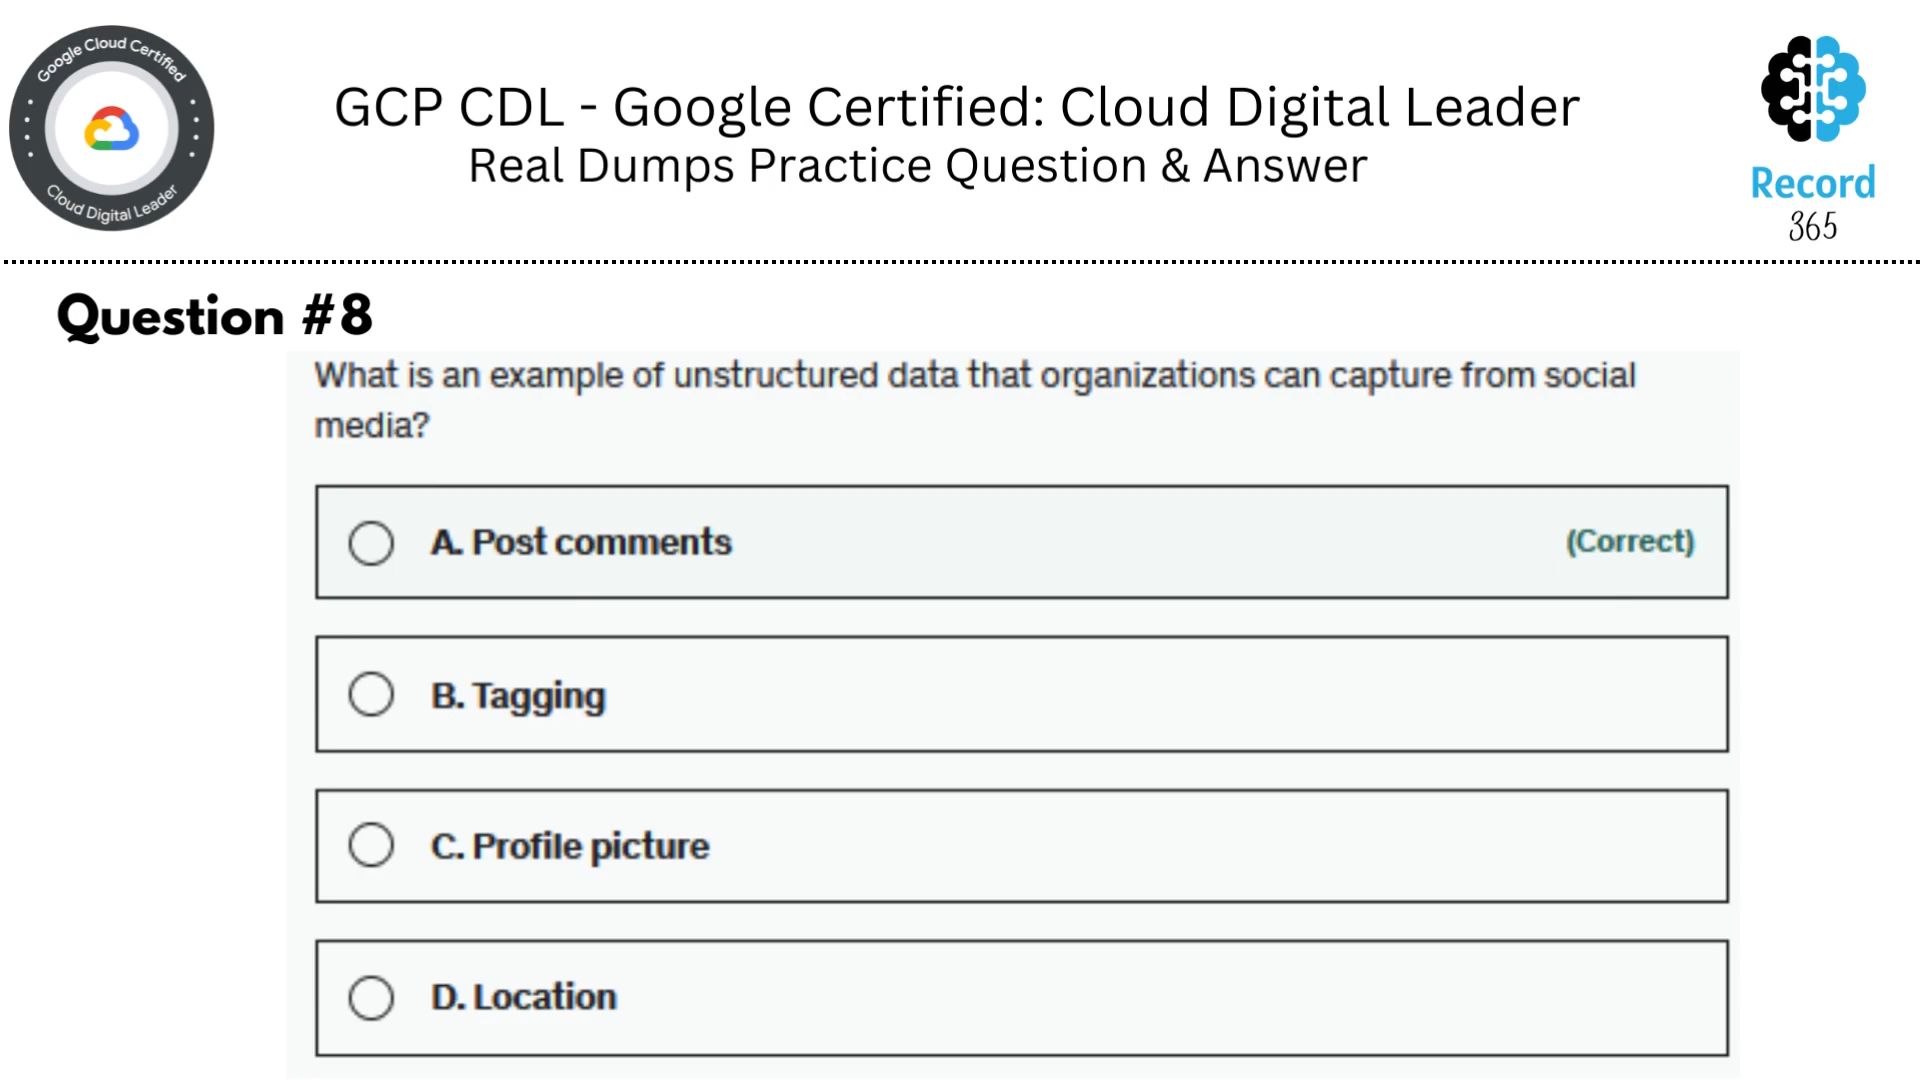 Google Cloud Certified
Cloud Digital Leader
GCP CDL - Google Certified: Cloud Digital Leader
Real Dumps Practice Question & Answer
Record
365
Question #8
What is an example of unstructured data that organizations can capture from social
media?
A. Post comments (Correct)
B. Tagging
C. Profile picture
D. Location